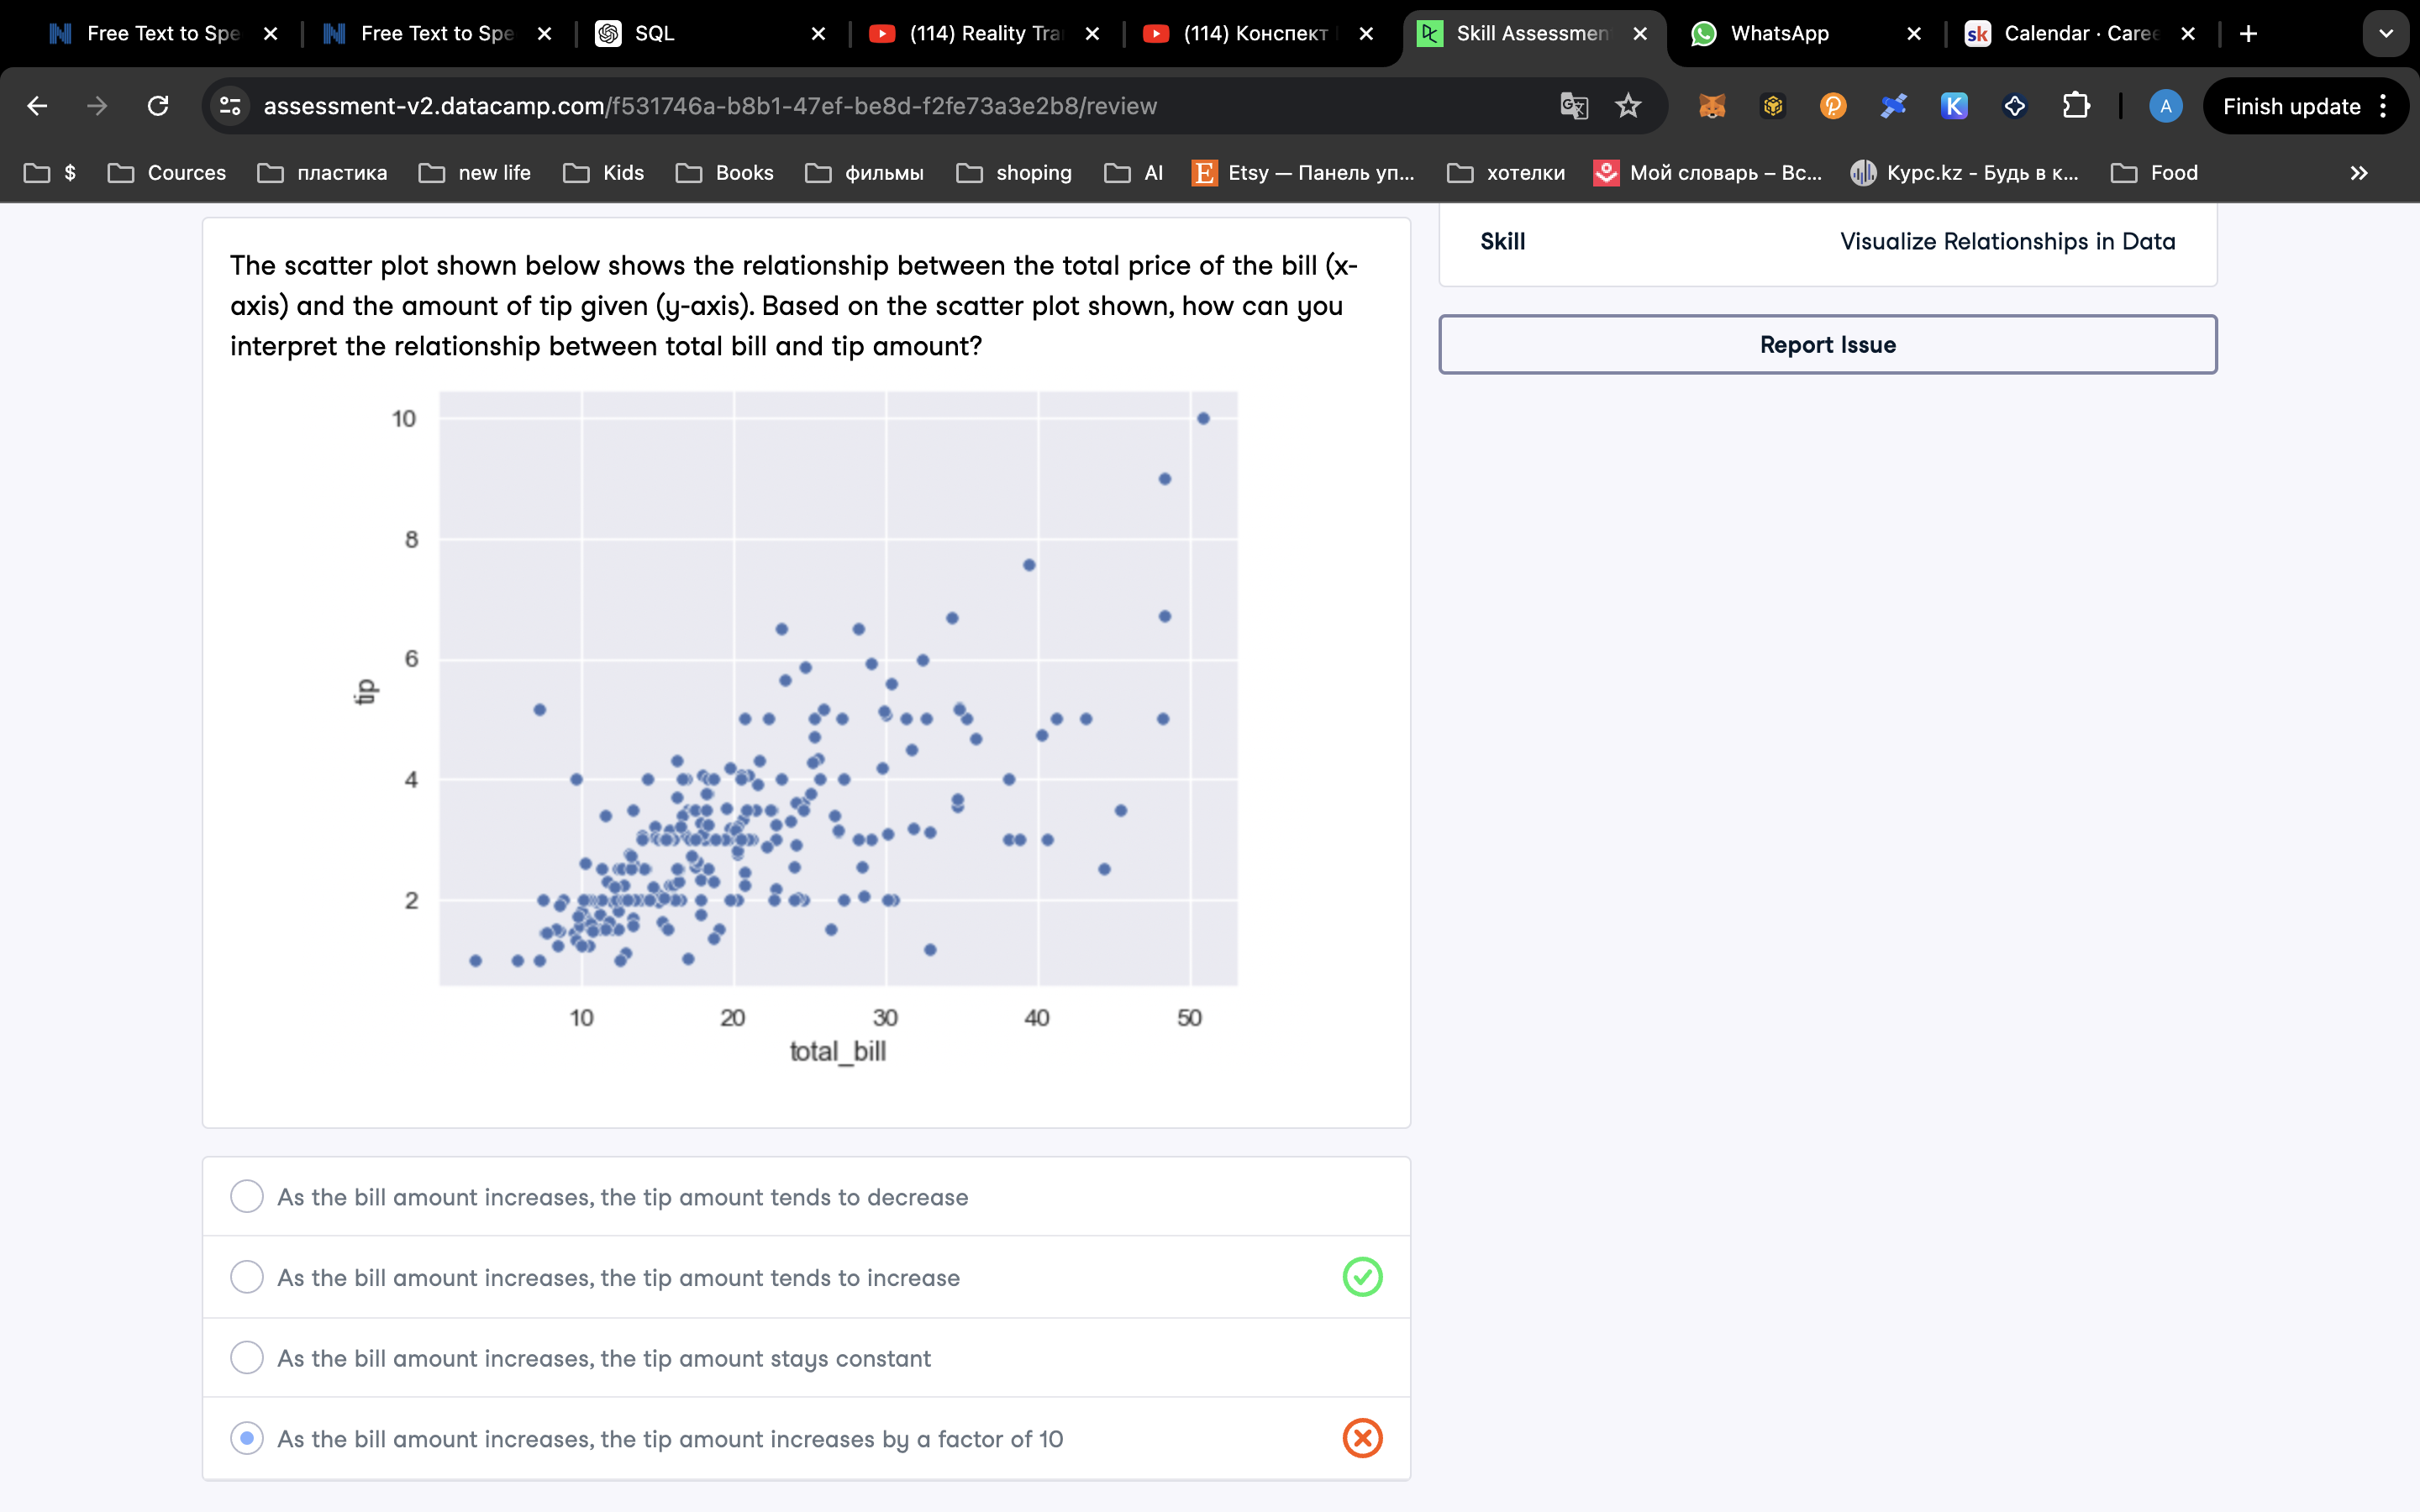 Free Text to Spe
Free Text to Spe
SQL
(114) Reality Tra
(114) Конспект
Skill Assessmen
WhatsApp
sk Calendar · Caree
assessment-v2.datacamp.com/f531746a-b8b1-47ef-be8d-f2fe73a3e2b8/review
K
A
Finish update
$
Cources
пластика
new life
Kids
Books
фильмы
shoping
AI
E Etsy — Панель уп...
хотелки
Мой словарь – Вс...
Курс.kz - Будь в к...
Food
The scatter plot shown below shows the relationship between the total price of the bill (x-
axis) and the amount of tip given (y-axis). Based on the scatter plot shown, how can you
interpret the relationship between total bill and tip amount?
Skill
Visualize Relationships in Data
Report Issue
10
8
6
4
2
tip
10
20
30
40
50
total_bill
As the bill amount increases, the tip amount tends to decrease
As the bill amount increases, the tip amount tends to increase
As the bill amount increases, the tip amount stays constant
As the bill amount increases, the tip amount increases by a factor of 10